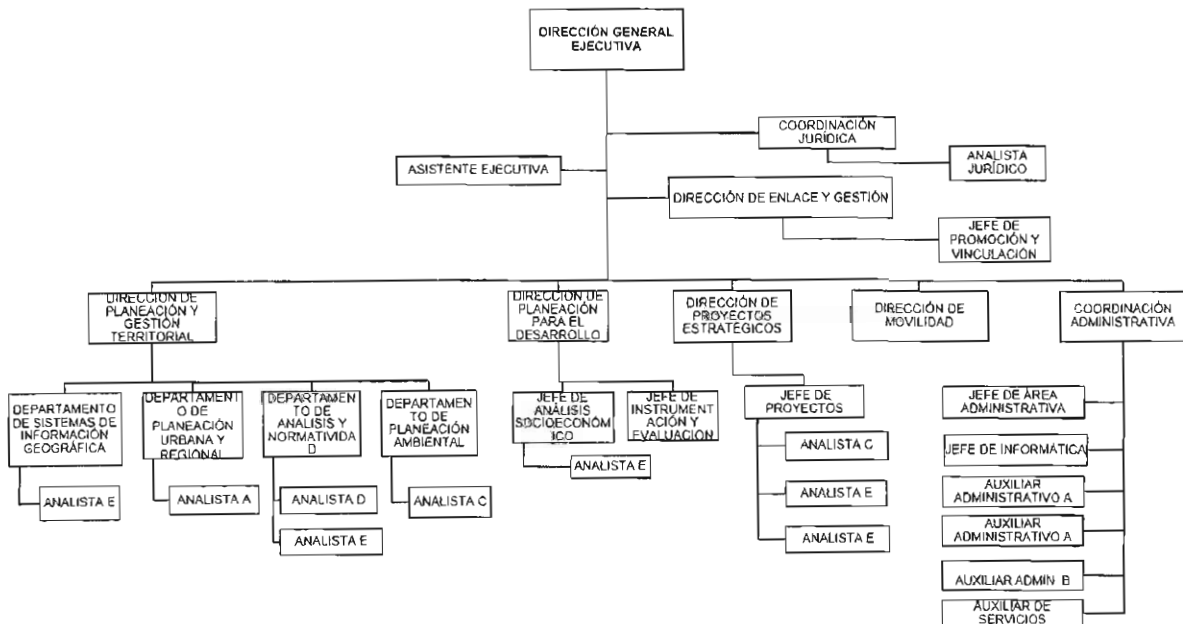 DIRECCIÓN GENERAL
EJECUTIVA
COORDINACIÓN
JURÍDICA
ASISTENTE EJECUTIVA
ANALISTA
JURÍDICO
DIRECCIÓN DE ENLACE Y GESTIÓN
JEFE DE
PROMOCIÓN Y
VINCULACIÓN
DIRECCIÓN DE
PLANEACIÓN Y
GESTIÓN
TERRITORIAL
DIRECCIÓN DE
PLANEACIÓN
PARA EL
DESARROLLO
DIRECCIÓN DE
PROYECTOS
ESTRATÉGICOS
DIRECCIÓN DE
MOVILIDAD
COORDINACIÓN
ADMINISTRATIVA
DEPARTAMENTO
DE SISTEMAS DE
INFORMACIÓN
GEOGRÁFICA
DEPARTAMENT
O DE
PLANEACIÓN
URBANA Y
REGIONAL
DEPARTAME
NTO DE
ANALISIS Y
NORMATIVIDA
D
DEPARTAMEN
TO DE
PLANEACIÓN
AMBIENTAL
JEFE DE
ANÁLISIS
SOCIOECONÓM
ICO
JEFE DE
INSTRUMENT
ACIÓN Y
EVALUACIÓN
JEFE DE
PROYECTOS
JEFE DE ÁREA
ADMINISTRATIVA
ANALISTA E
ANALISTA A
ANALISTA D
ANALISTA E
ANALISTA C
ANALISTA E
ANALISTA C
ANALISTA E
ANALISTA E
JEFE DE INFORMÁTICA
AUXILIAR
ADMINISTRATIVO A
AUXILIAR
ADMINISTRATIVO A
AUXILIAR ADMIN B
AUXILIAR DE
SERVICIOS